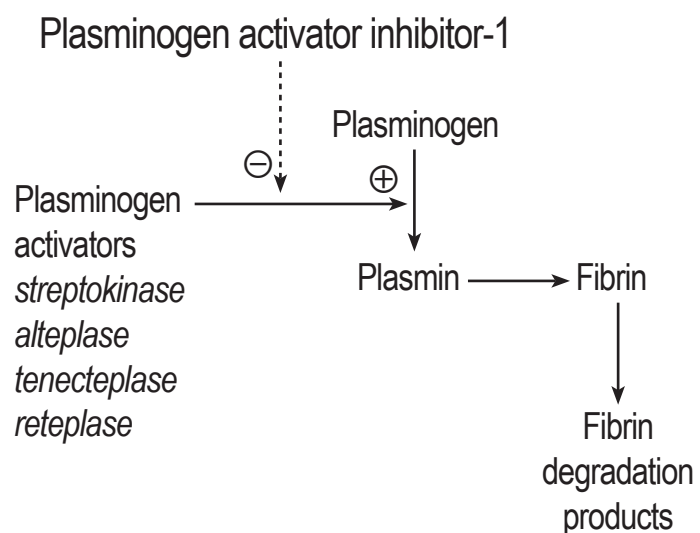 Plasminogen activator inhibitor-1
Plasminogen
⊖
⊕
Plasminogen
activators
streptokinase
alteplase
tenecteplase
reteplase
Plasmin
Fibrin
Fibrin
degradation
products